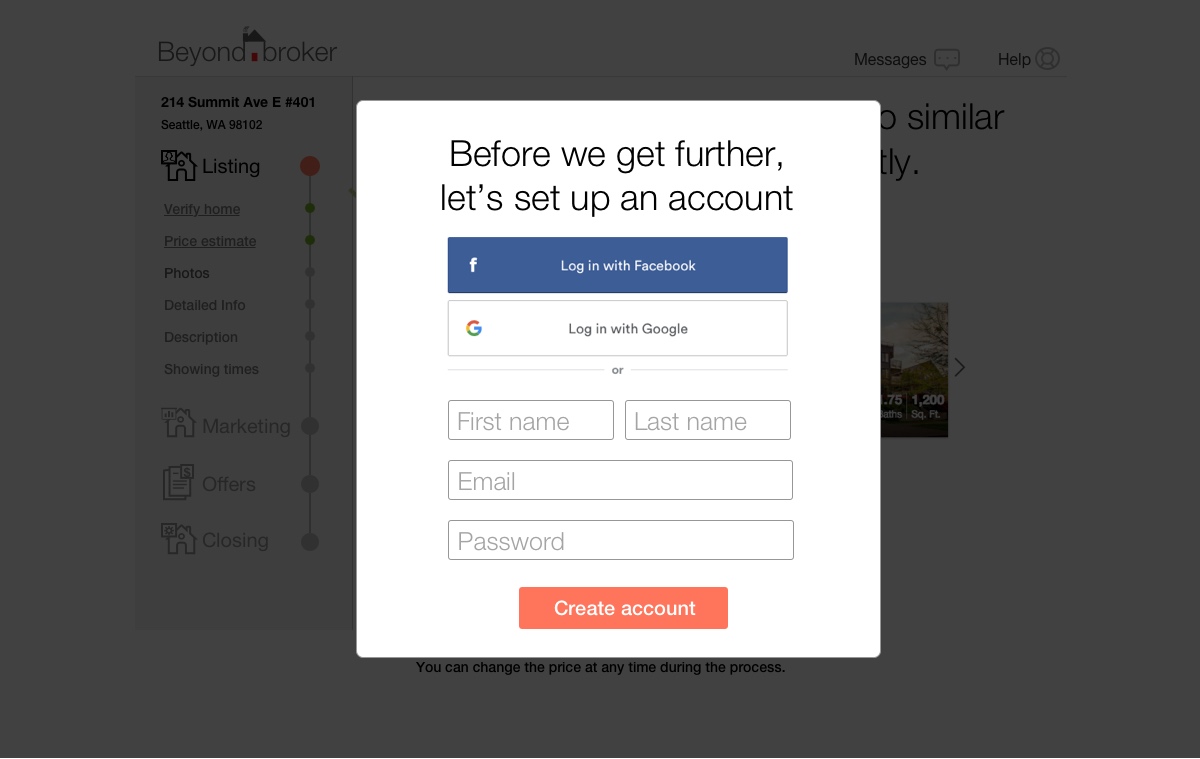 Beyond broker
Messages
Help
214 Summit Ave E #401
Seattle, WA 98102
similar
tly.
Listing
Verify home
Price estimate
Photos
Detailed Info
Description
Showing times
Marketing
Offers
Closing
Before we get further,
let’s set up an account
f Log in with Facebook
G Log in with Google
or
First name Last name
Email
Password
Create account
.75 1,200
aths Sq. Ft.
You can change the price at any time during the process.